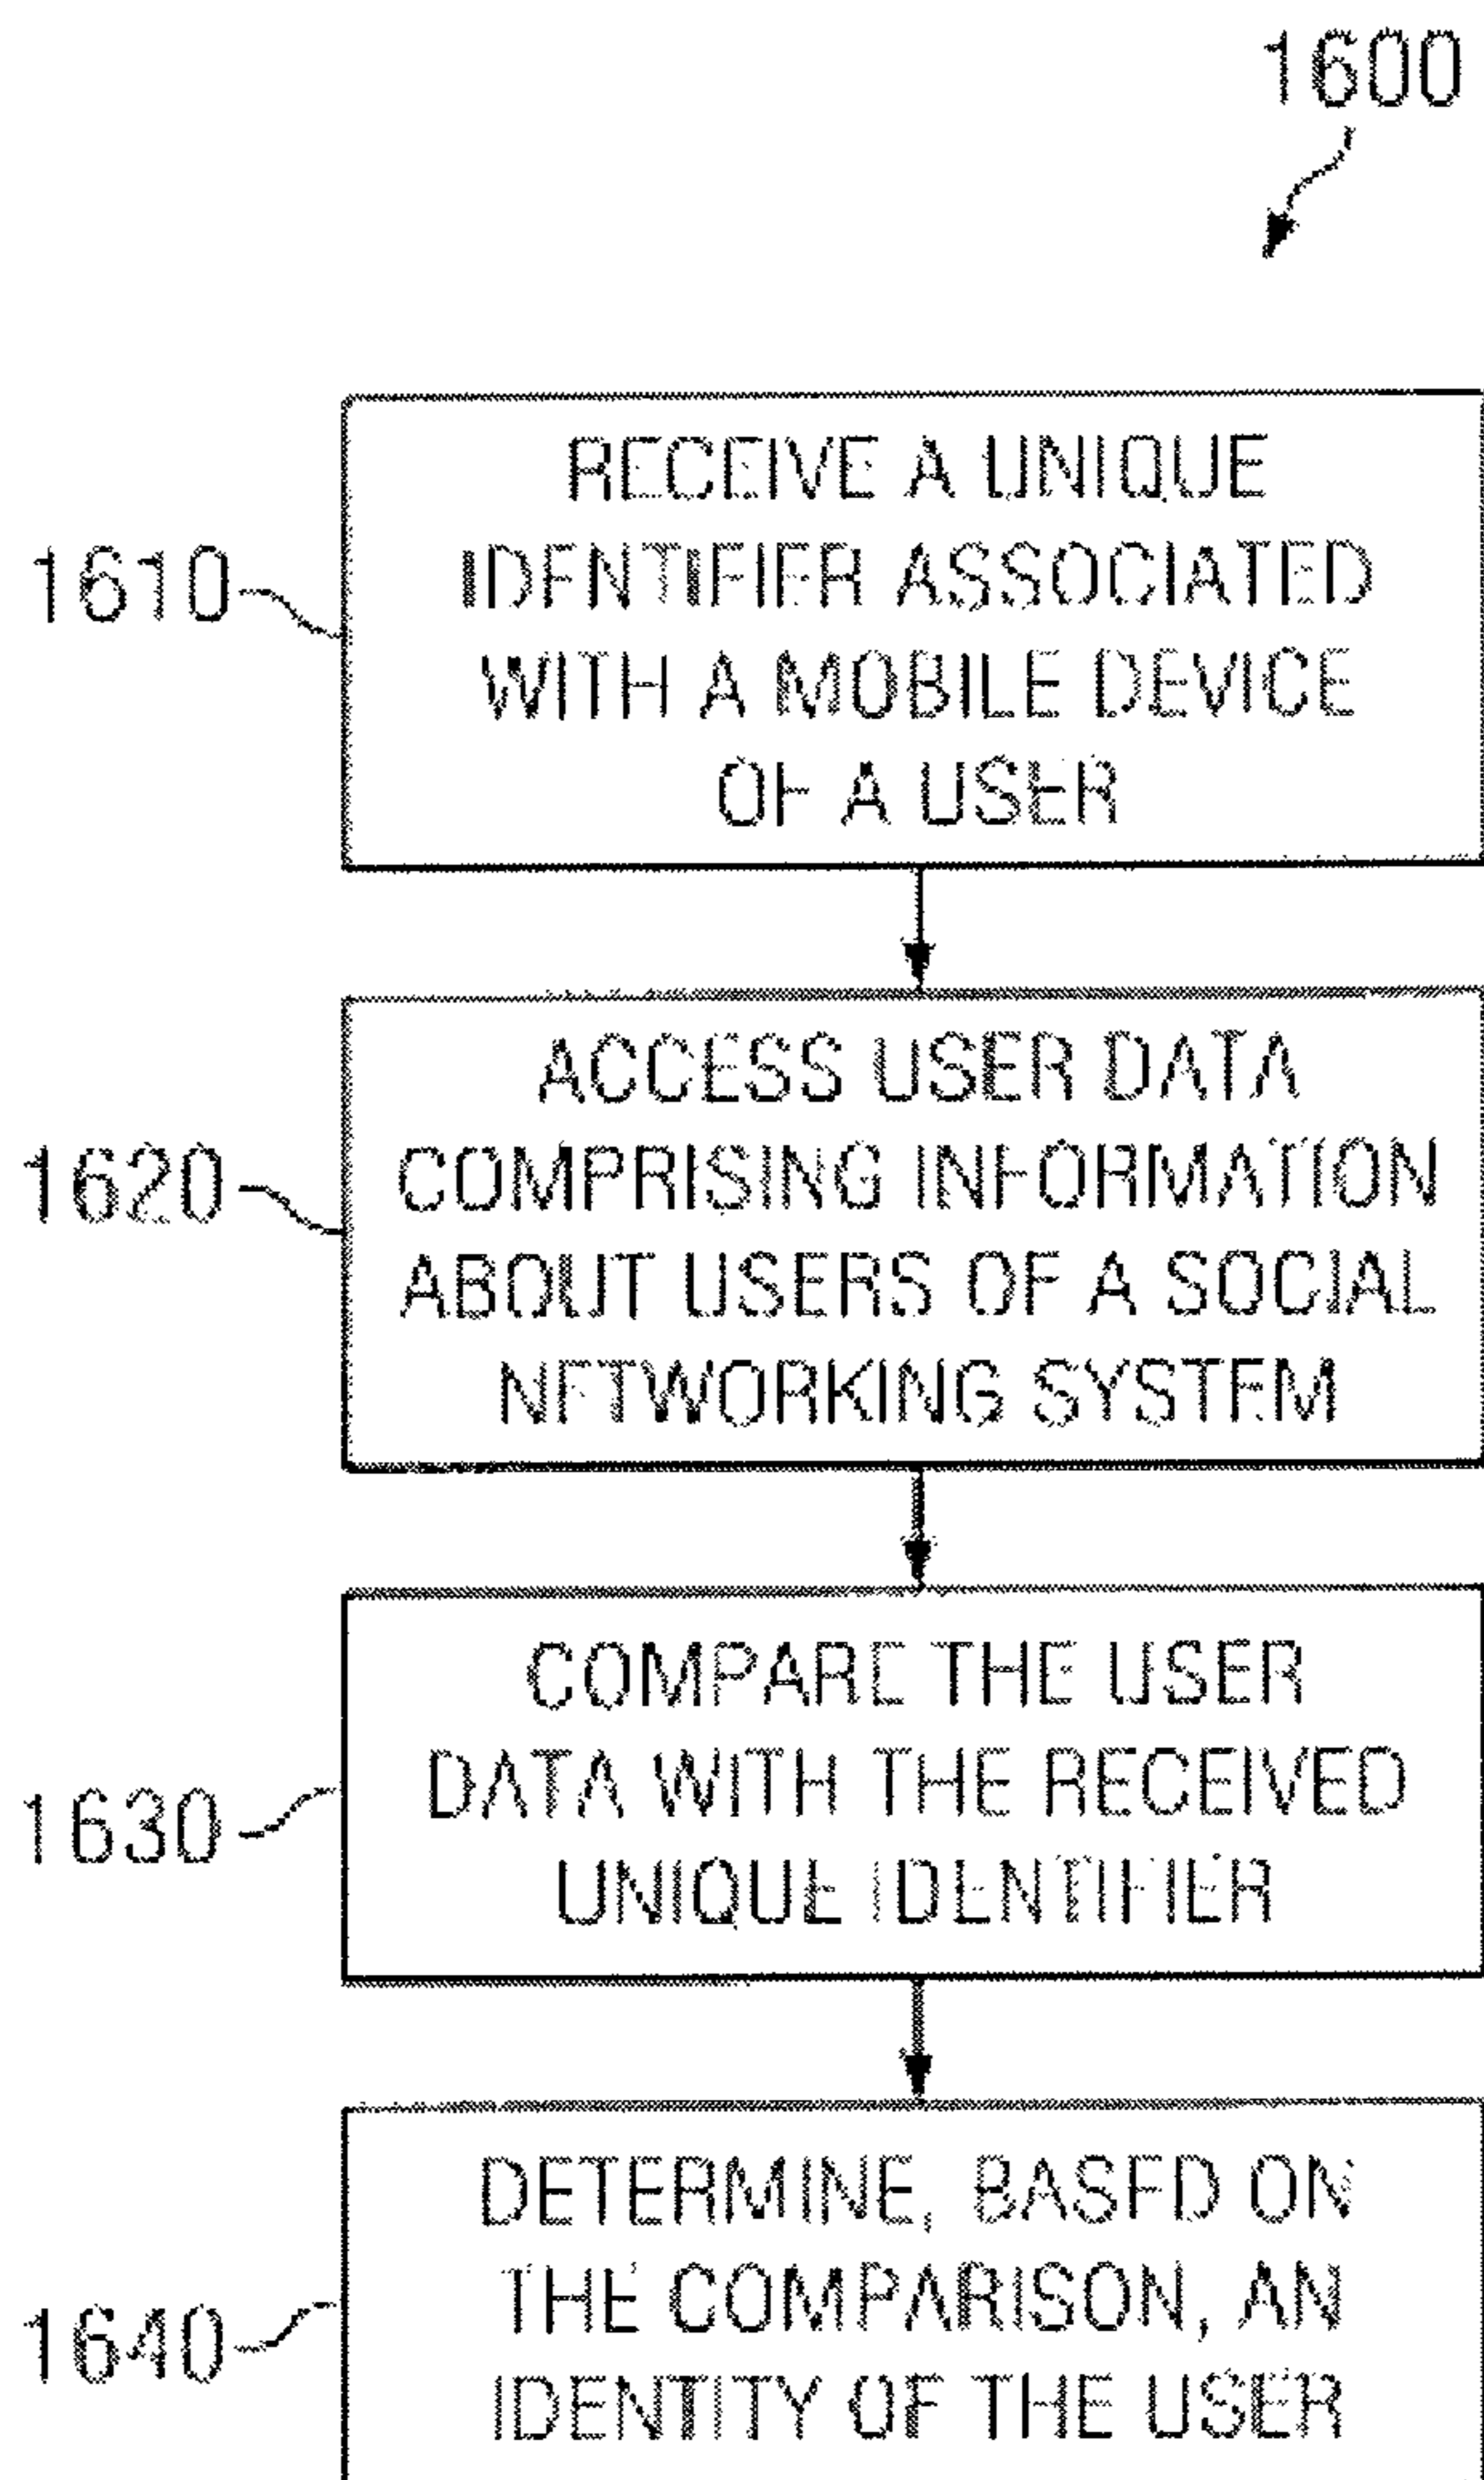 1600
RECEIVE A UNIQUE
IDENTIFIER ASSOCIATED
WITH A MOBILE DEVICE
OF A USER
1610
ACCESS USER DATA
COMPRISING INFORMATION
ABOUT USERS OF A SOCIAL
NETWORKING SYSTEM
1620
COMPARE THE USER
DATA WITH THE RECEIVED
UNIQUE IDENTIFIER
1630
DETERMINE, BASED ON
THE COMPARISON, AN
IDENTITY OF THE USER
1640